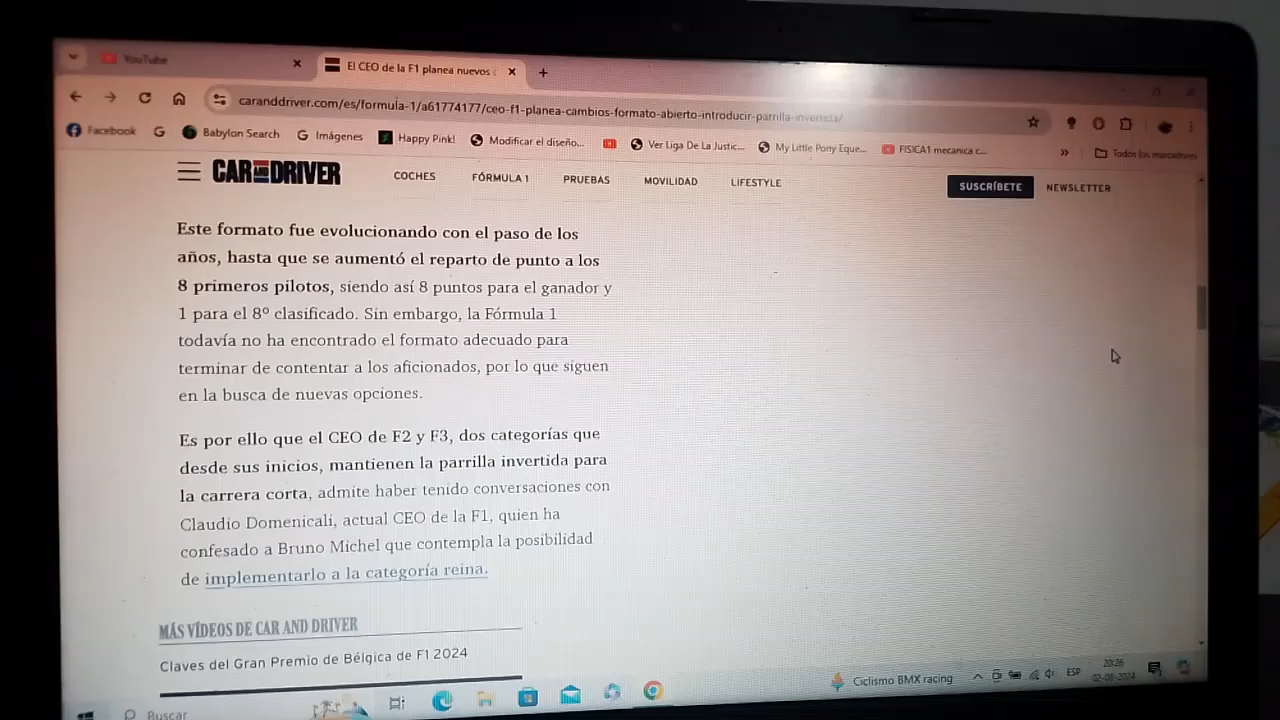 YouTube
El CEO de la F1 planea nuevos
caranddriver.com/es/formula-1/a61774177/ceo-f1-planea-cambios-formato-abierto-introducir-parrilla-invertida/
Facebook
Babylon Search
Imágenes
Happy Pink!
Modificar el diseño...
Ver Liga De La Justic...
My Little Pony Eque...
FISICA1 mecanica c...
Todos los marcadores
CAR AND DRIVER
COCHES
FÓRMULA 1
PRUEBAS
MOVILIDAD
LIFESTYLE
SUSCRÍBETE
NEWSLETTER
Este formato fue evolucionando con el paso de los
años, hasta que se aumentó el reparto de punto a los
8 primeros pilotos, siendo así 8 puntos para el ganador y
1 para el 8º clasificado. Sin embargo, la Fórmula 1
todavía no ha encontrado el formato adecuado para
terminar de contentar a los aficionados, por lo que siguen
en la busca de nuevas opciones.
Es por ello que el CEO de F2 y F3, dos categorías que
desde sus inicios, mantienen la parrilla invertida para
la carrera corta, admite haber tenido conversaciones con
Claudio Domenicali, actual CEO de la F1, quien ha
confesado a Bruno Michel que contempla la posibilidad
de implementarlo a la categoría reina.
MÁS VÍDEOS DE CAR AND DRIVER
Claves del Gran Premio de Bélgica de F1 2024
Buscar
Ciclismo BMX racing
ESP
20:26
02-08-2024